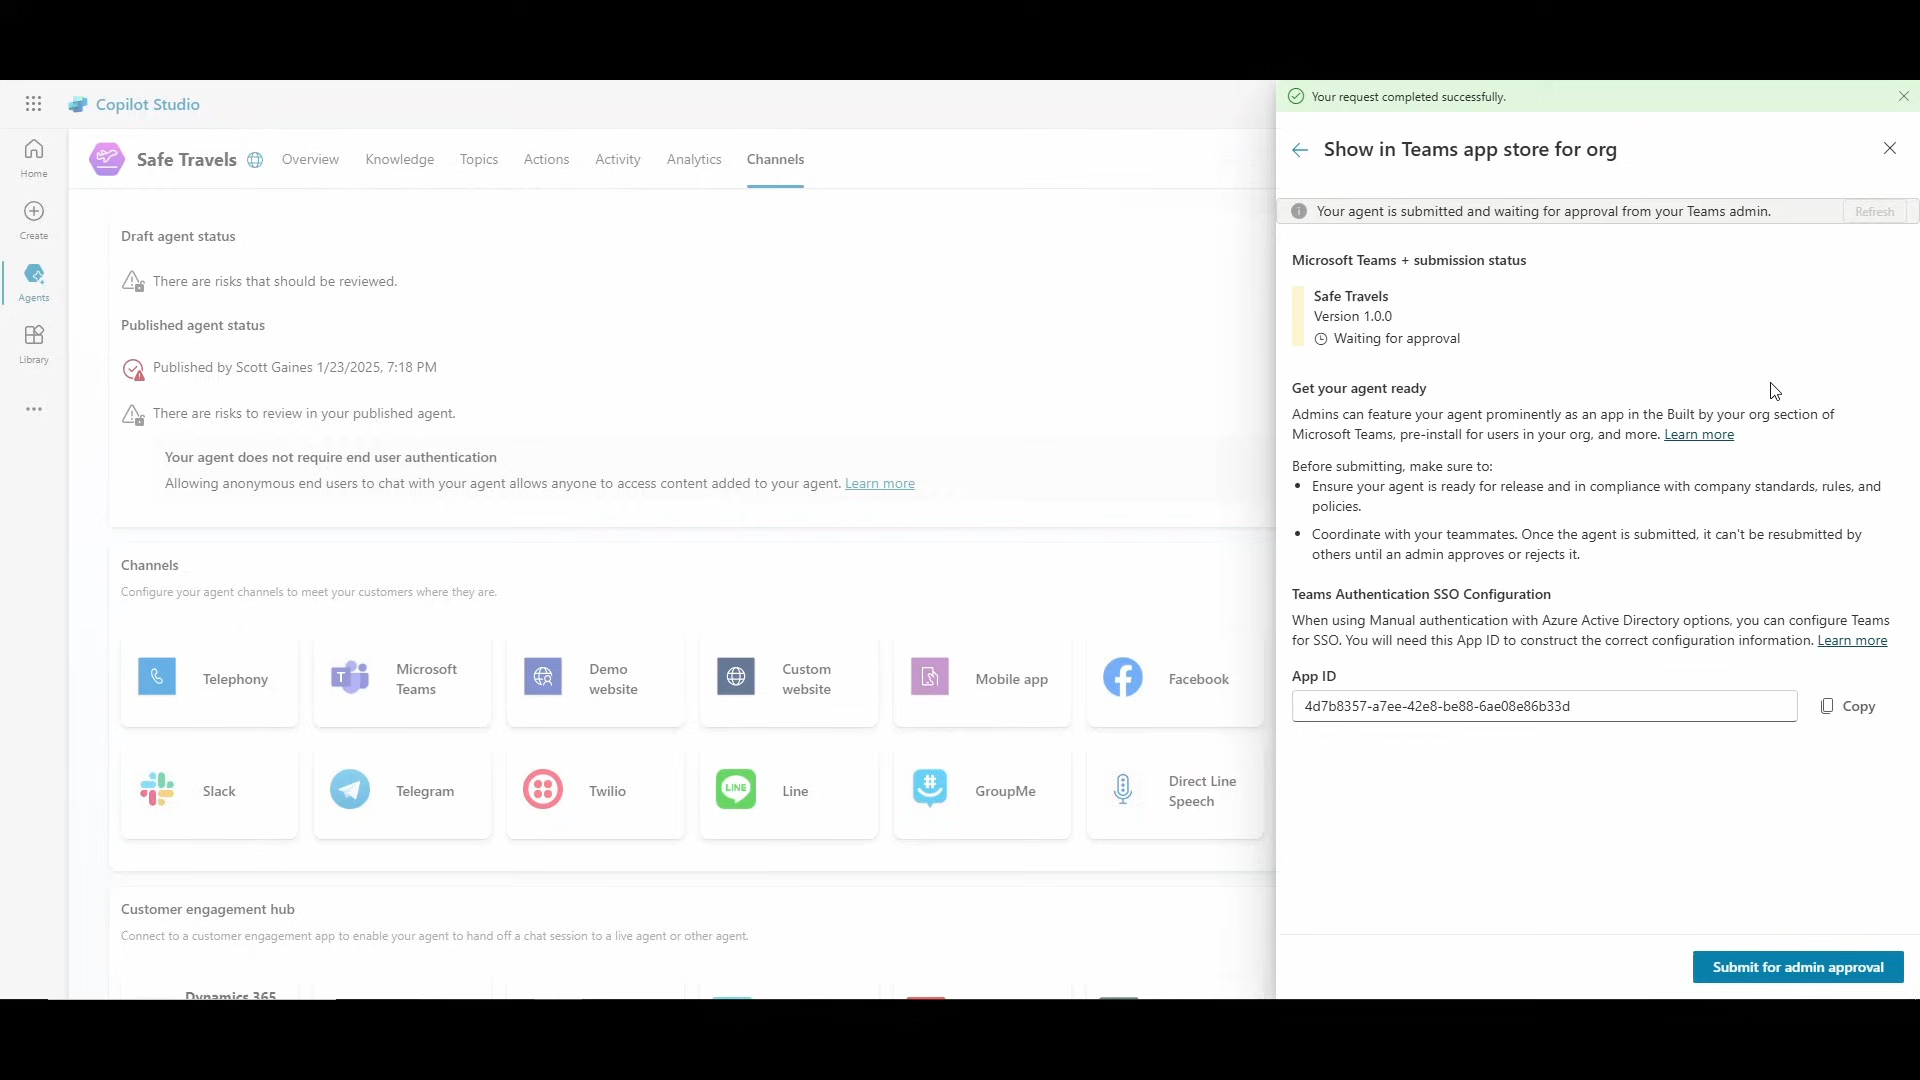 Copilot Studio
Home
Create
Agents
Library
Safe Travels
Overview
Knowledge
Topics
Actions
Activity
Analytics
Channels
Draft agent status
There are risks that should be reviewed.
Published agent status
Published by Scott Gaines 1/23/2025, 7:18 PM
There are risks to review in your published agent.
Your agent does not require end user authentication
Allowing anonymous end users to chat with your agent allows anyone to access content added to your agent. Learn more
Channels
Configure your agent channels to meet your customers where they are.
Telephony
Microsoft
Teams
Demo
website
Custom
website
Mobile app
Facebook
Slack
Telegram
Twilio
LINE
Line
GroupMe
Direct Line
Speech
Customer engagement hub
Connect to a customer engagement app to enable your agent to hand off a chat session to a live agent or other agent.
Dynamics 365
Your request completed successfully.
Show in Teams app store for org
Your agent is submitted and waiting for approval from your Teams admin.
Refresh
Microsoft Teams + submission status
Safe Travels
Version 1.0.0
Waiting for approval
Get your agent ready
Admins can feature your agent prominently as an app in the Built by your org section of
Microsoft Teams, pre-install for users in your org, and more. Learn more
Before submitting, make sure to:
• Ensure your agent is ready for release and in compliance with company standards, rules, and
policies.
• Coordinate with your teammates. Once the agent is submitted, it can't be resubmitted by
others until an admin approves or rejects it.
Teams Authentication SSO Configuration
When using Manual authentication with Azure Active Directory options, you can configure Teams
for SSO. You will need this App ID to construct the correct configuration information. Learn more
App ID
4d7b8357-a7ee-42e8-be88-6ae08e86b33d
Copy
Submit for admin approval